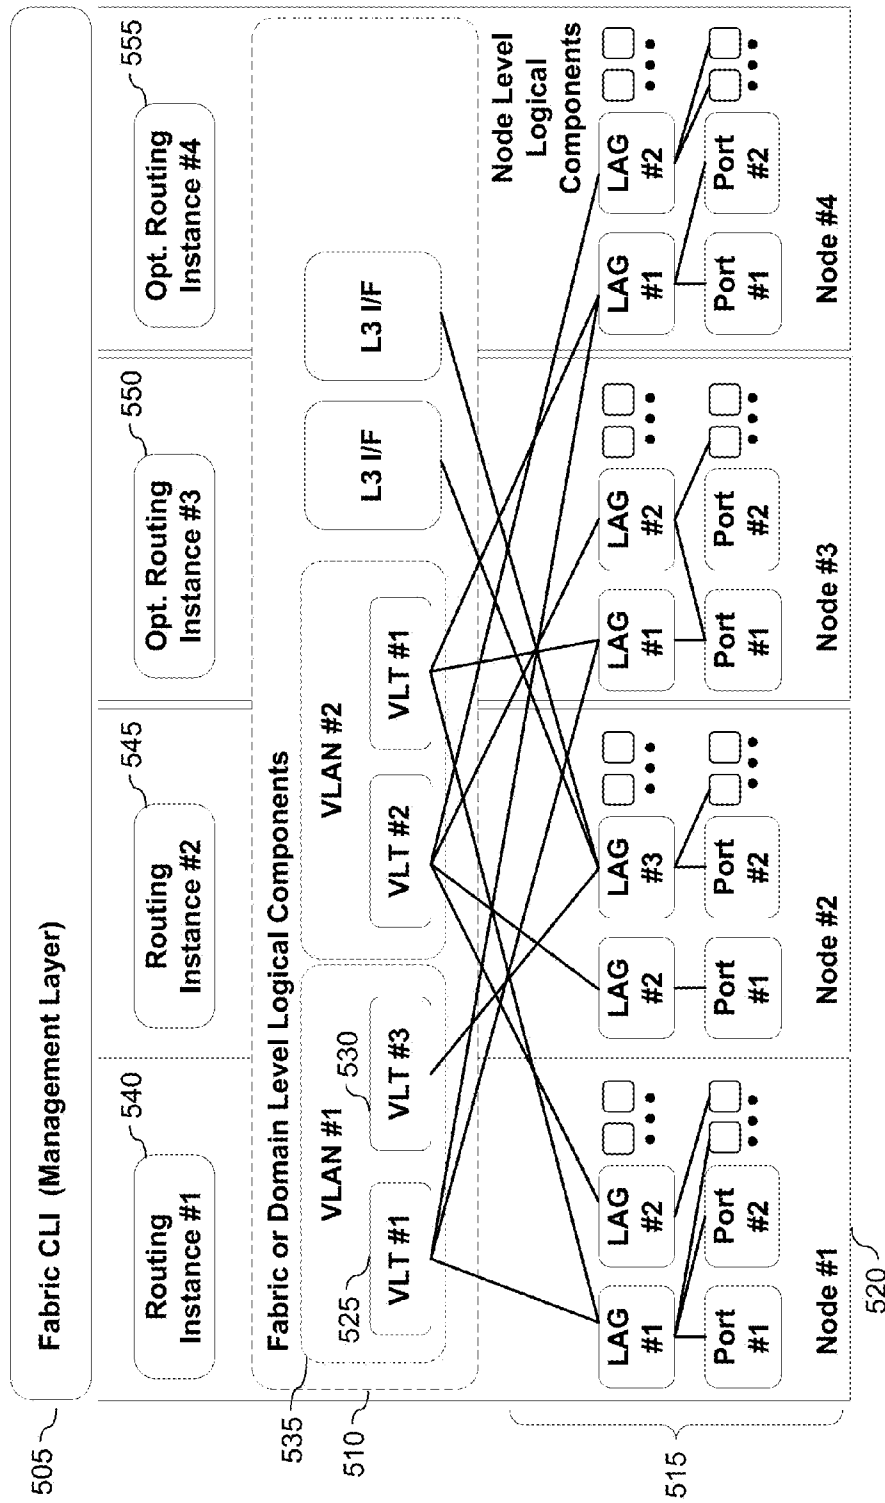 505
Fabric CLI (Management Layer)
540
545
550
555
Routing
Instance #1
Routing
Instance #2
Opt. Routing
Instance #3
Opt. Routing
Instance #4
535
510
Fabric or Domain Level Logical Components
VLAN #1
525
530
VLT #1
VLT #3
VLAN #2
VLT #2
VLT #1
L3 I/F
L3 I/F
515
Node Level
Logical
Components
LAG
#1
LAG
#2
Port
#1
Port
#2
Node #1
LAG
#2
LAG
#3
Port
#1
Port
#2
Node #2
LAG
#1
LAG
#2
Port
#1
Port
#2
Node #3
LAG
#1
LAG
#2
Port
#1
Port
#2
Node #4
520